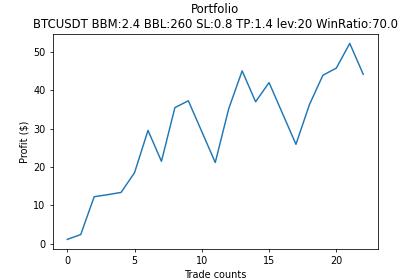 Portfolio
BTCUSDT BBM:2.4 BBL:260 SL:0.8 TP:1.4 lev:20 WinRatio:70.0
50
40
30
20
10
0
Profit ($)
0 5 10 15 20
Trade counts